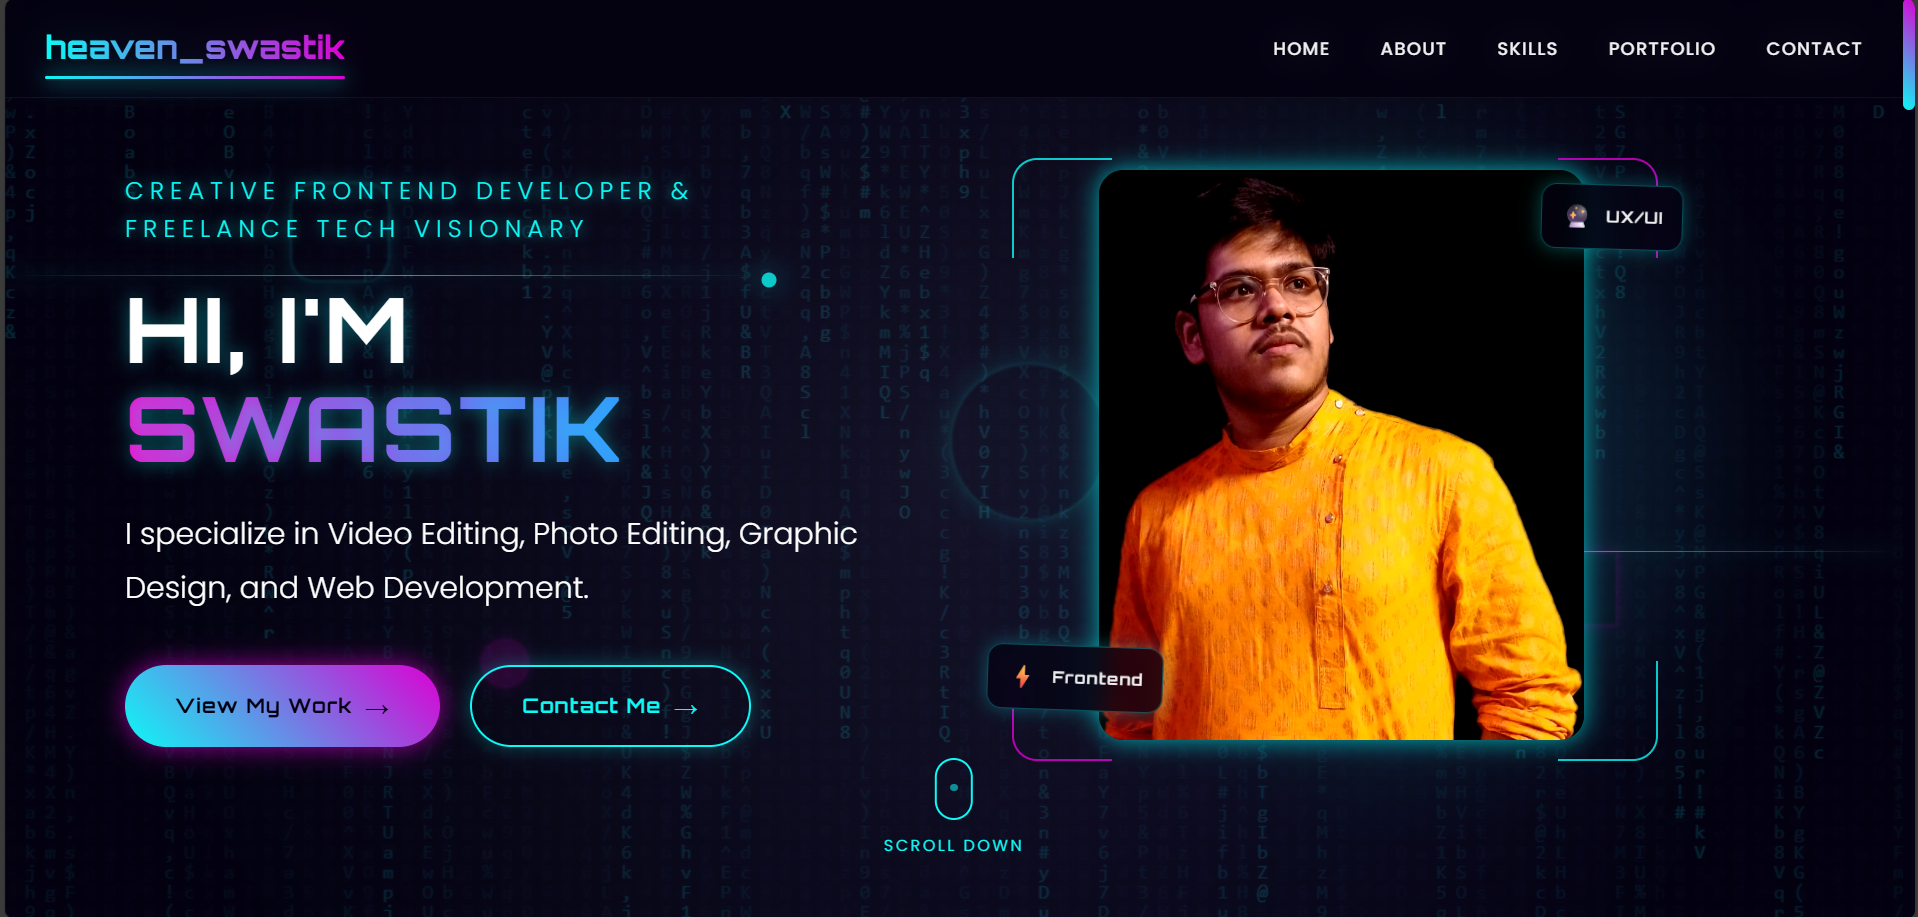 heaven_swastik
HOME ABOUT SKILLS PORTFOLIO CONTACT
CREATIVE FRONTEND DEVELOPER &
FREELANCE TECH VISIONARY
HI, I'M
SWASTIK
I specialize in Video Editing, Photo Editing, Graphic
Design, and Web Development.
View My Work →
Contact Me →
UX/UI
Frontend
SCROLL DOWN